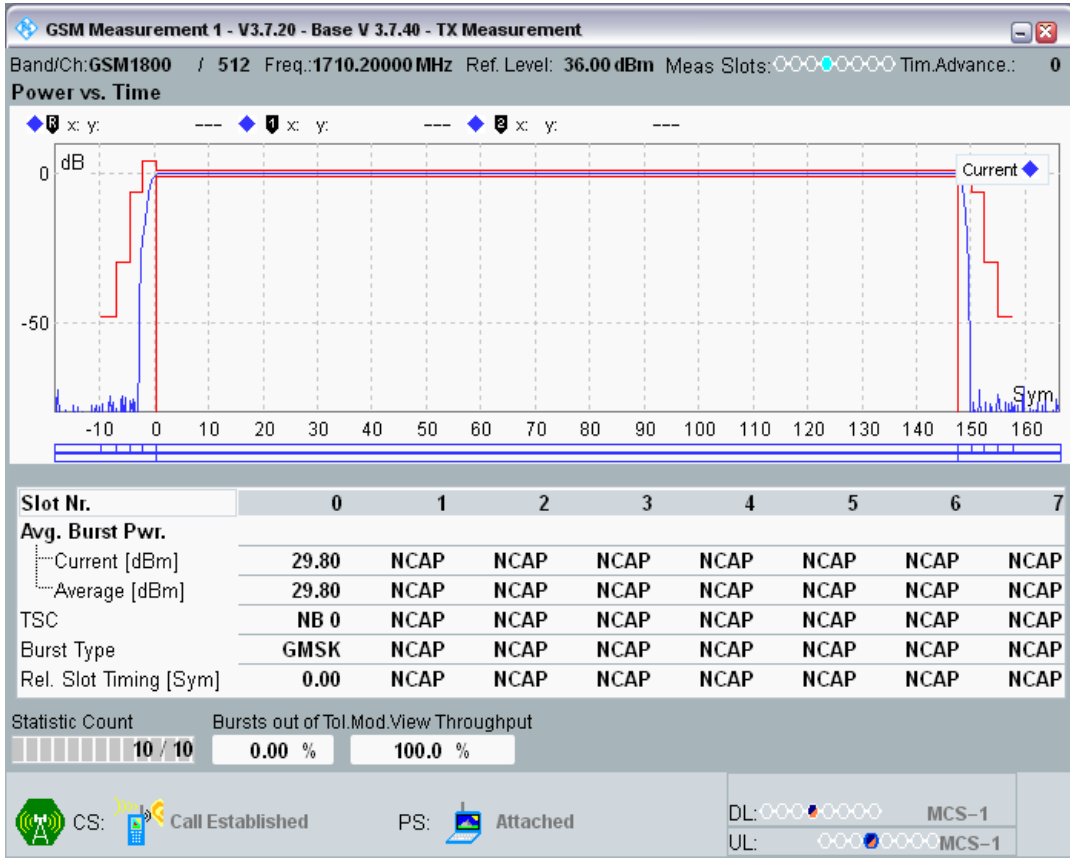 GSM Measurement 1 - V3.7.20 - Base V 3.7.40 - TX Measurement
Band/Ch:GSM1800 / 512 Freq.:1710.20000 MHz Ref. Level: 36.00 dBm Meas Slots: Tim.Advance.: 0
Power vs. Time
R x: y: --- 1 x: y: --- 2 x: y: ---
dB
0
Current
-50
Sym
-10 0 10 20 30 40 50 60 70 80 90 100 110 120 130 140 150 160
Slot Nr. 0 1 2 3 4 5 6 7
Avg. Burst Pwr.
Current [dBm] 29.80 NCAP NCAP NCAP NCAP NCAP NCAP NCAP
Average [dBm] 29.80 NCAP NCAP NCAP NCAP NCAP NCAP NCAP
TSC NB 0 NCAP NCAP NCAP NCAP NCAP NCAP NCAP
Burst Type GMSK NCAP NCAP NCAP NCAP NCAP NCAP NCAP
Rel. Slot Timing [Sym] 0.00 NCAP NCAP NCAP NCAP NCAP NCAP NCAP
Statistic Count Bursts out of Tol. Mod.View Throughput
10 / 10 0.00 % 100.0 %
CS: Call Established PS: Attached
DL: MCS-1
UL: MCS-1